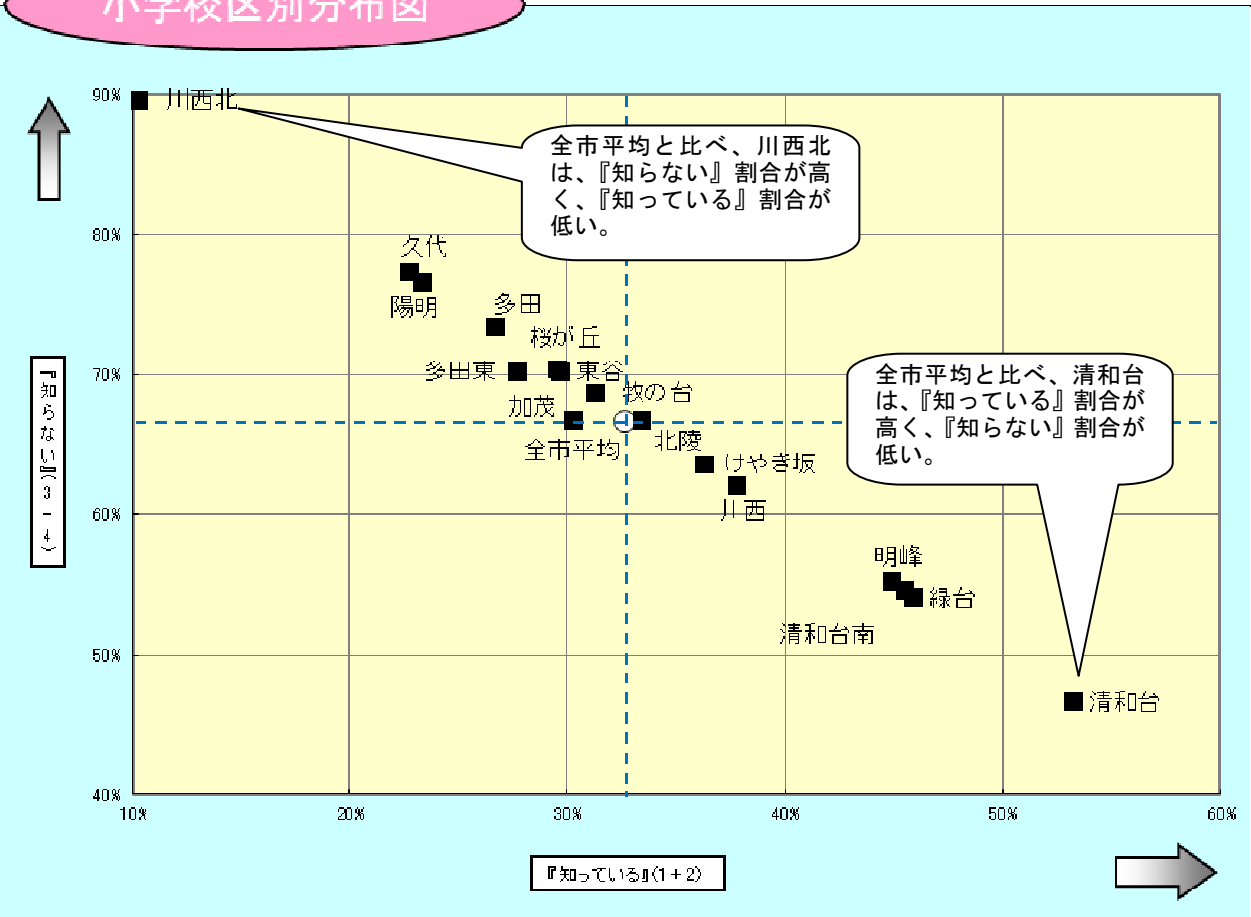 小学校区別分布図
90%
川西北
全市平均と比べ、川西北
は、『知らない』割合が高
く、『知っている』割合が
低い。
80%
久代
陽明
多田
桜が丘
70%
多田東
東谷
牧の台
加茂
全市平均
北陵
けやき坂
川西
全市平均と比べ、清和台
は、『知っている』割合が
高く、『知らない』割合が
低い。
『知らない』(3-4)
60%
明峰
緑台
清和台南
50%
清和台
40%
10%
20%
30%
40%
50%
60%
『知っている』(1+2)